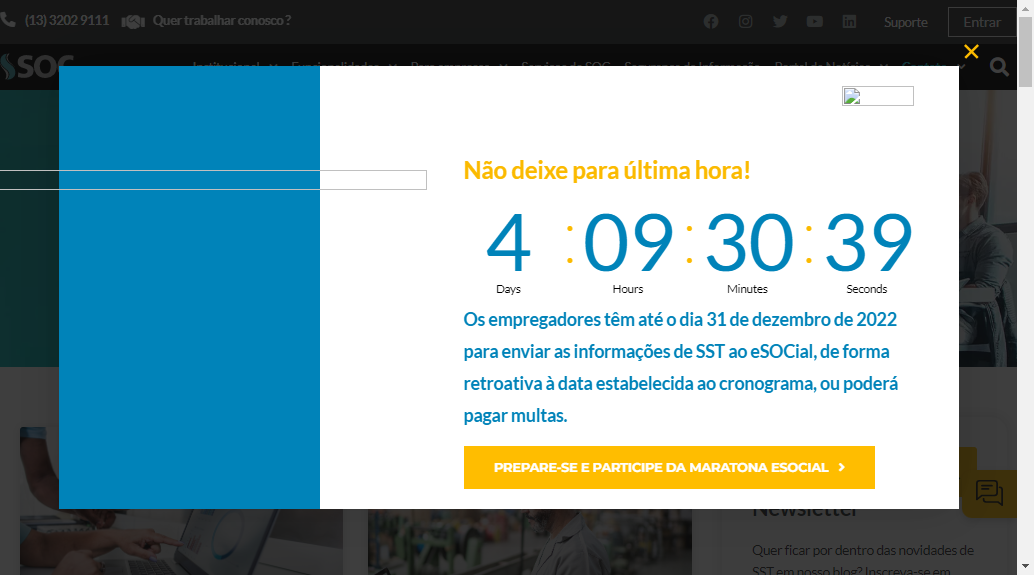 (13) 3202 9111 Quer trabalhar conosco ?
Suporte Entrar
SOC
Não deixe para última hora!
4 : 09 : 30 : 39
Days Hours Minutes Seconds
Os empregadores têm até o dia 31 de dezembro de 2022
para enviar as informações de SST ao eSOCial, de forma
retroativa à data estabelecida ao cronograma, ou poderá
pagar multas.
PREPARE-SE E PARTICIPE DA MARATONA ESOCIAL
Newsletter
Quer ficar por dentro das novidades de
SST em nosso blog? Inscreva-se em